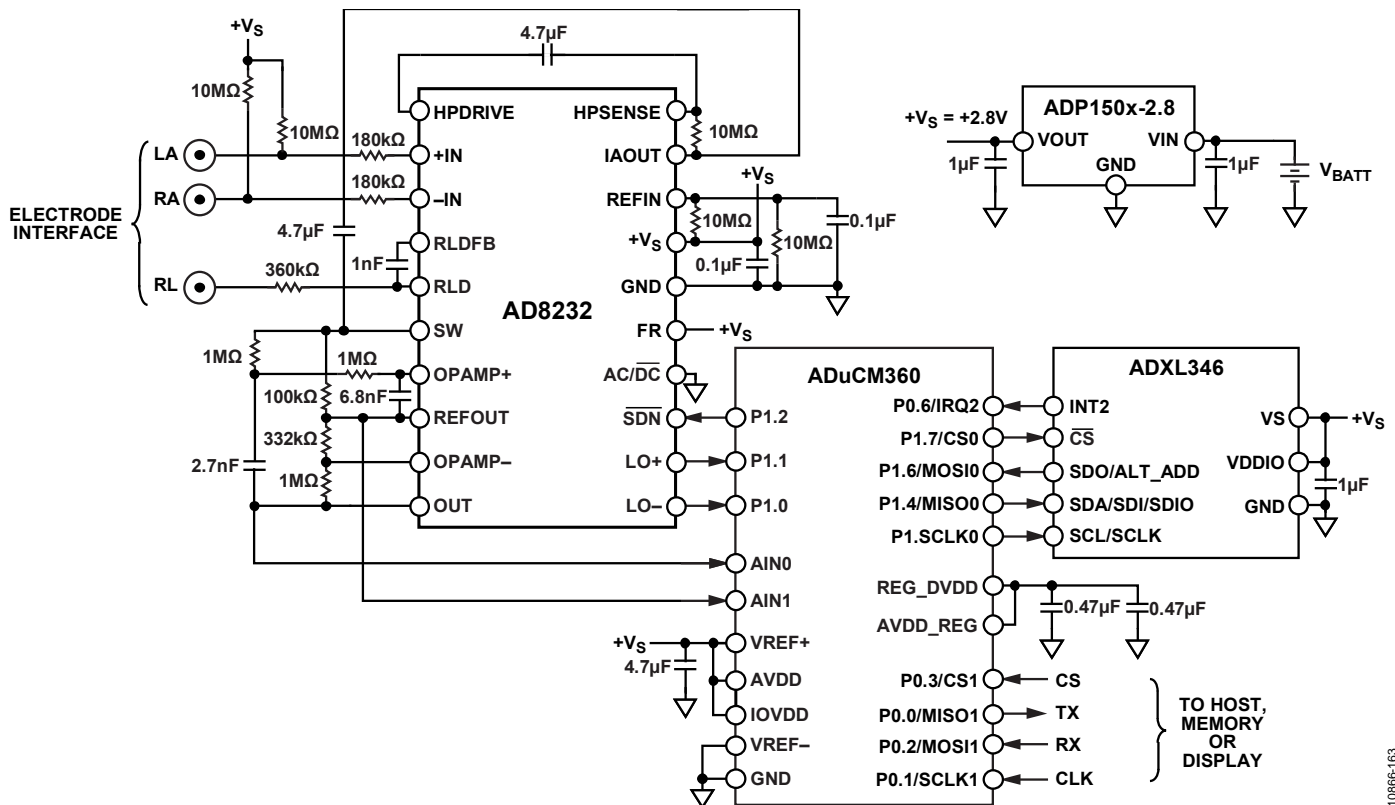 +VS
10MΩ
10MΩ
4.7µF
LA
RA
RL
ELECTRODE
INTERFACE
180kΩ
180kΩ
4.7µF
1nF
360kΩ
1MΩ
1MΩ
100kΩ
6.8nF
332kΩ
2.7nF
1MΩ
HPDRIVE
+IN
–IN
RLDFB
RLD
SW
OPAMP+
REFOUT
OPAMP–
OUT
AD8232
HPSENSE
IAOUT
REFIN
+VS
GND
FR
AC/DC
SDN
LO+
LO–
10MΩ
+VS
10MΩ
10MΩ
0.1µF
0.1µF
+VS
ADP150x-2.8
+VS = +2.8V
VOUT
VIN
GND
1µF
1µF
VBATT
ADuCM360
P1.2
P1.1
P1.0
AIN0
AIN1
+VS
4.7µF
VREF+
AVDD
IOVDD
VREF–
GND
P0.6/IRQ2
P1.7/CS0
P1.6/MOSI0
P1.4/MISO0
P1.SCLK0
REG_DVDD
AVDD_REG
P0.3/CS1
P0.0/MISO1
P0.2/MOSI1
P0.1/SCLK1
0.47µF
0.47µF
CS
TX
RX
CLK
TO HOST,
MEMORY
OR
DISPLAY
ADXL346
INT2
CS
SDO/ALT_ADD
SDA/SDI/SDIO
SCL/SCLK
VS
VDDIO
GND
+VS
1µF
10866-163